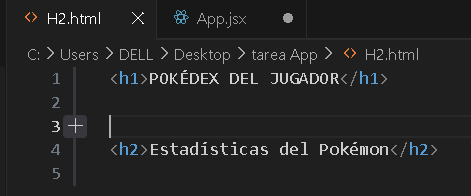 H2.html
App.jsx
C: > Users > DELL > Desktop > tarea App > H2.html
1 <h1>POKÉDEX DEL JUGADOR</h1>
2
3
4 <h2>Estadísticas del Pokémon</h2>
5